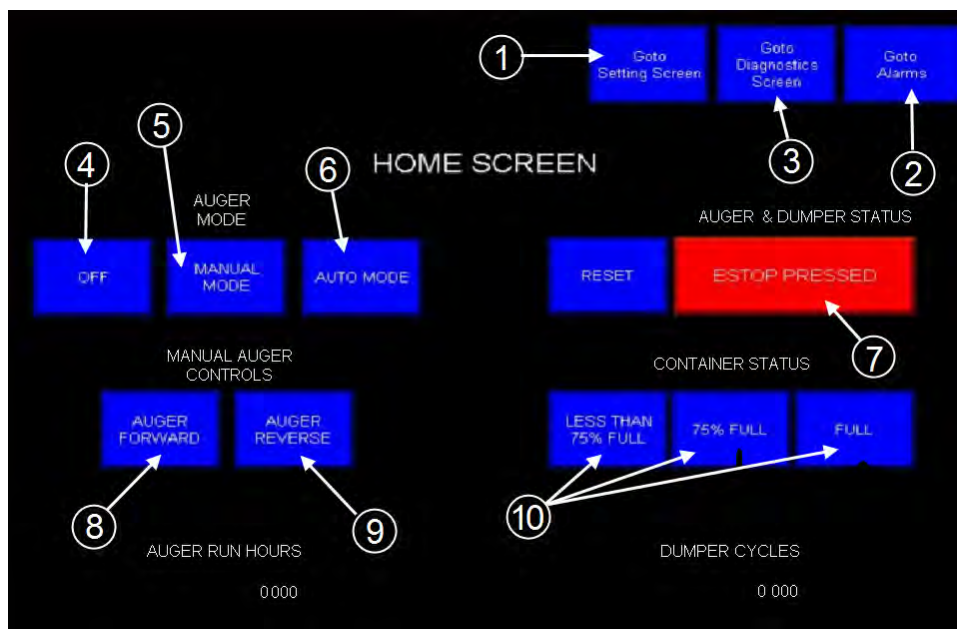 1
Goto
Setting Screen
Goto
Diagnostics
Screen
Goto
Alarms
3
2
HOME SCREEN
4
5
6
AUGER
MODE
AUGER & DUMPER STATUS
OFF
MANUAL
MODE
AUTO MODE
RESET
ESTOP PRESSED
7
MANUAL AUGER
CONTROLS
CONTAINER STATUS
AUGER
FORWARD
AUGER
REVERSE
LESS THAN
75% FULL
75% FULL
FULL
8
9
10
AUGER RUN HOURS
DUMPER CYCLES
0 000
0 000